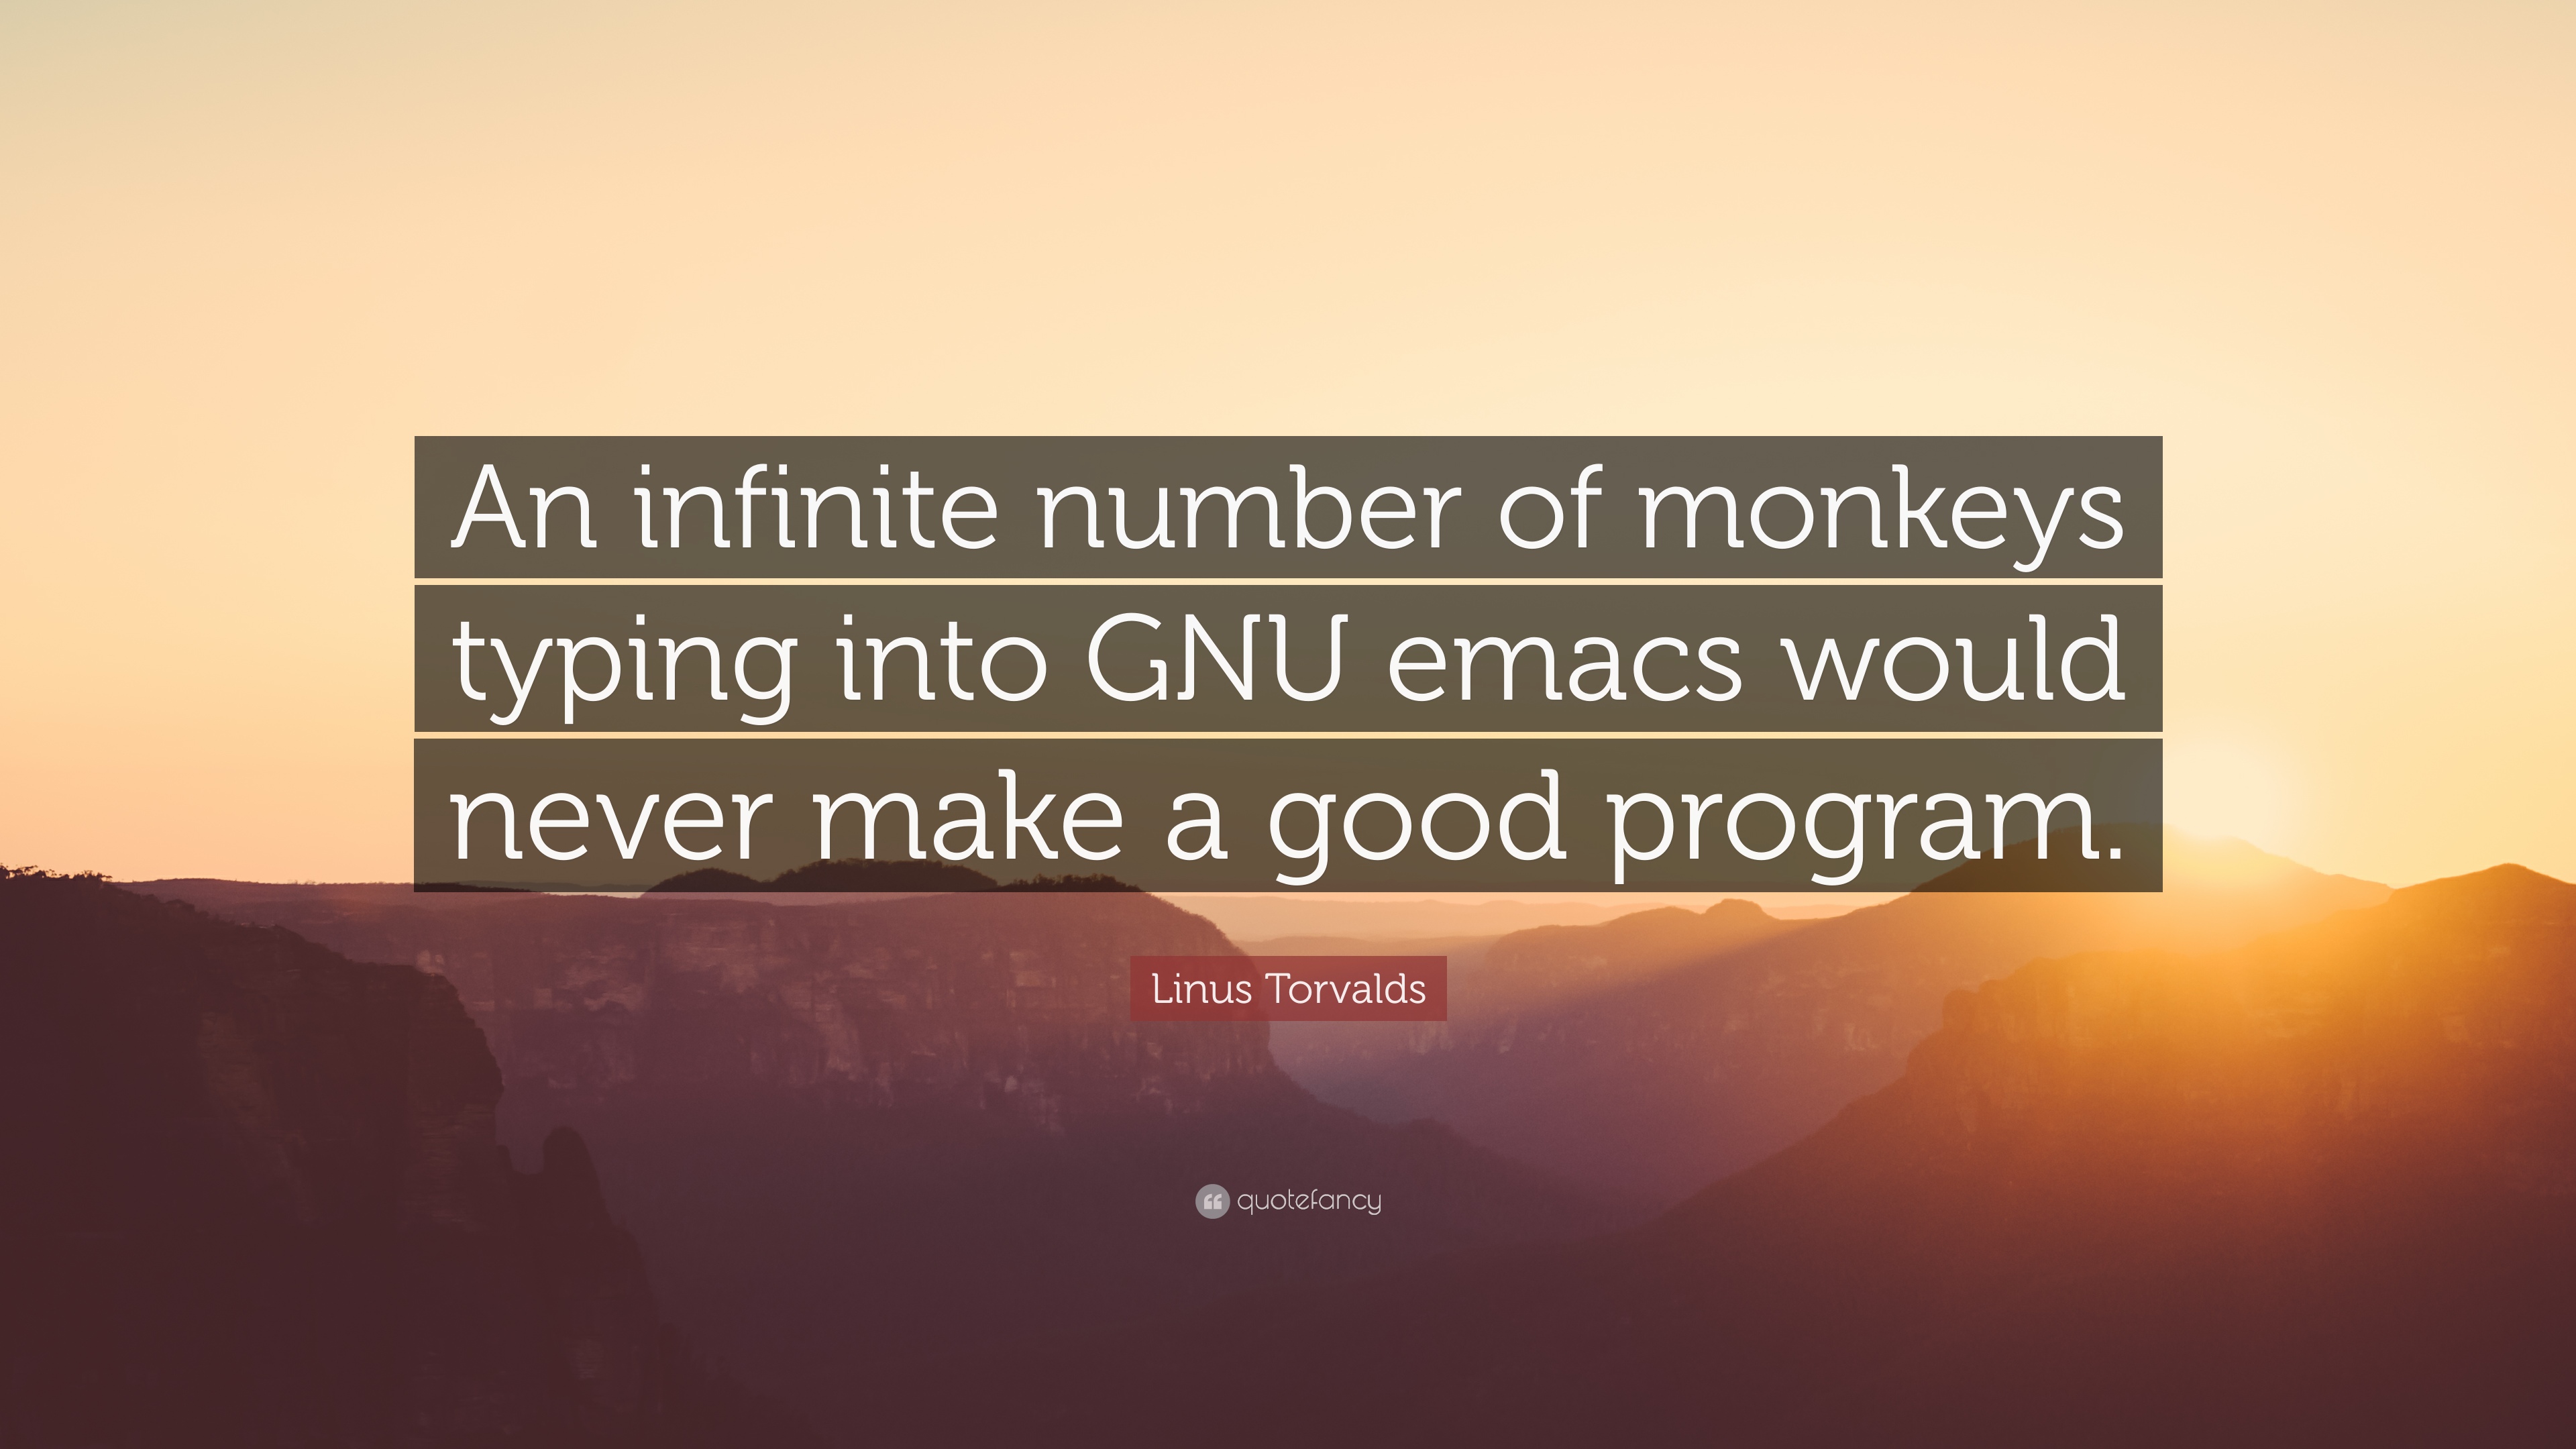 An infinite number of monkeys
typing into GNU emacs would
never make a good program.
Linus Torvalds
quotefancy